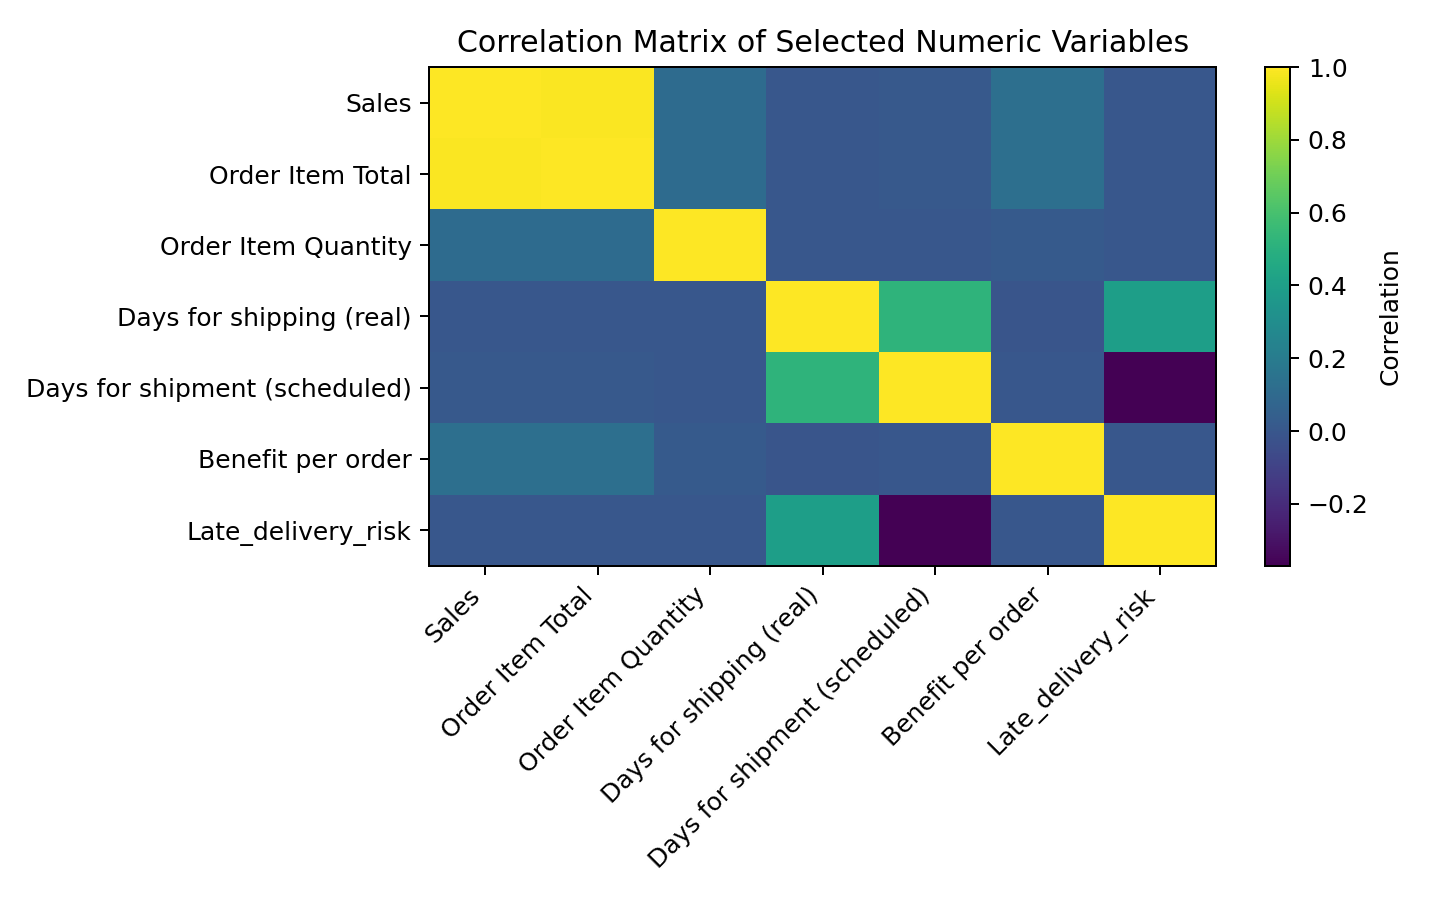 Correlation Matrix of Selected Numeric Variables
Sales
Order Item Total
Order Item Quantity
Days for shipping (real)
Days for shipment (scheduled)
Benefit per order
Late_delivery_risk
Sales
Order Item Total
Order Item Quantity
Days for shipping (real)
Days for shipment (scheduled)
Benefit per order
Late_delivery_risk
1.0
0.8
0.6
0.4
0.2
0.0
−0.2
Correlation